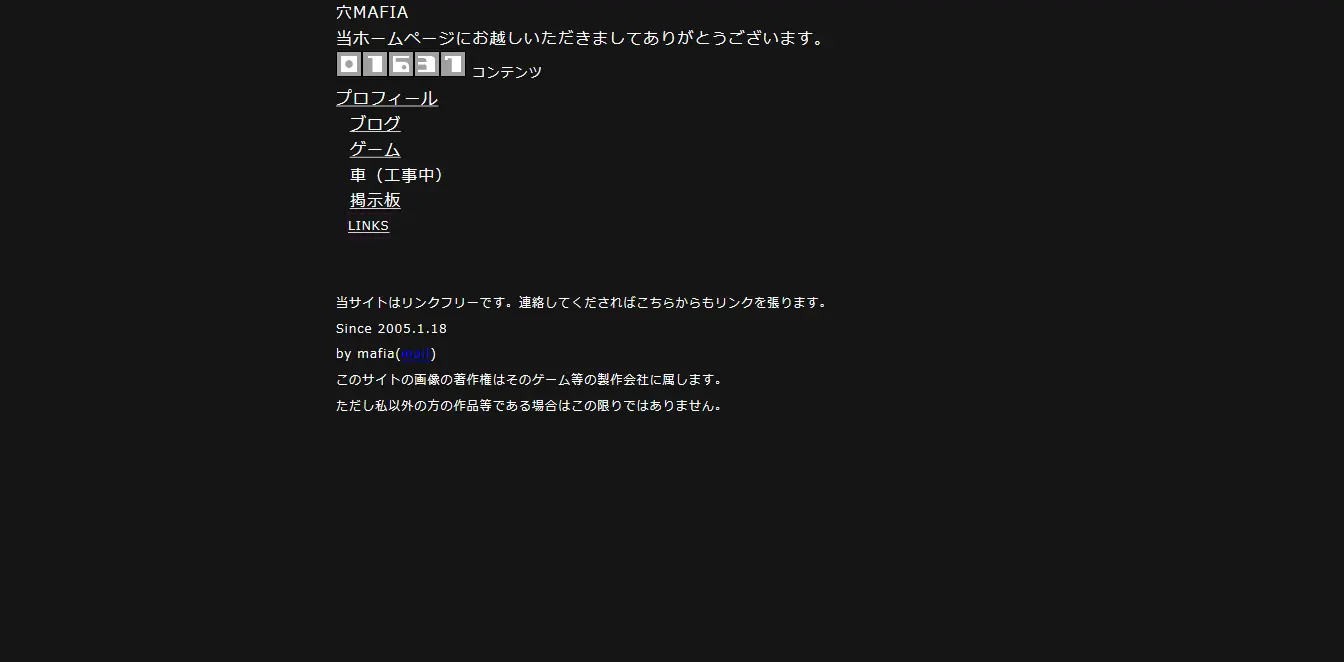 穴MAFIA
当ホームページにお越しいただきましてありがとうございます。
01637 コンテンツ
プロフィール
ブログ
ゲーム
車（工事中）
掲示板
LINKS
当サイトはリンクフリーです。連絡してくださればこちらからもリンクを張ります。
Since 2005.1.18
by mafia(mail)
このサイトの画像の著作権はそのゲーム等の製作会社に属します。
ただし私以外の方の作品等である場合はこの限りではありません。